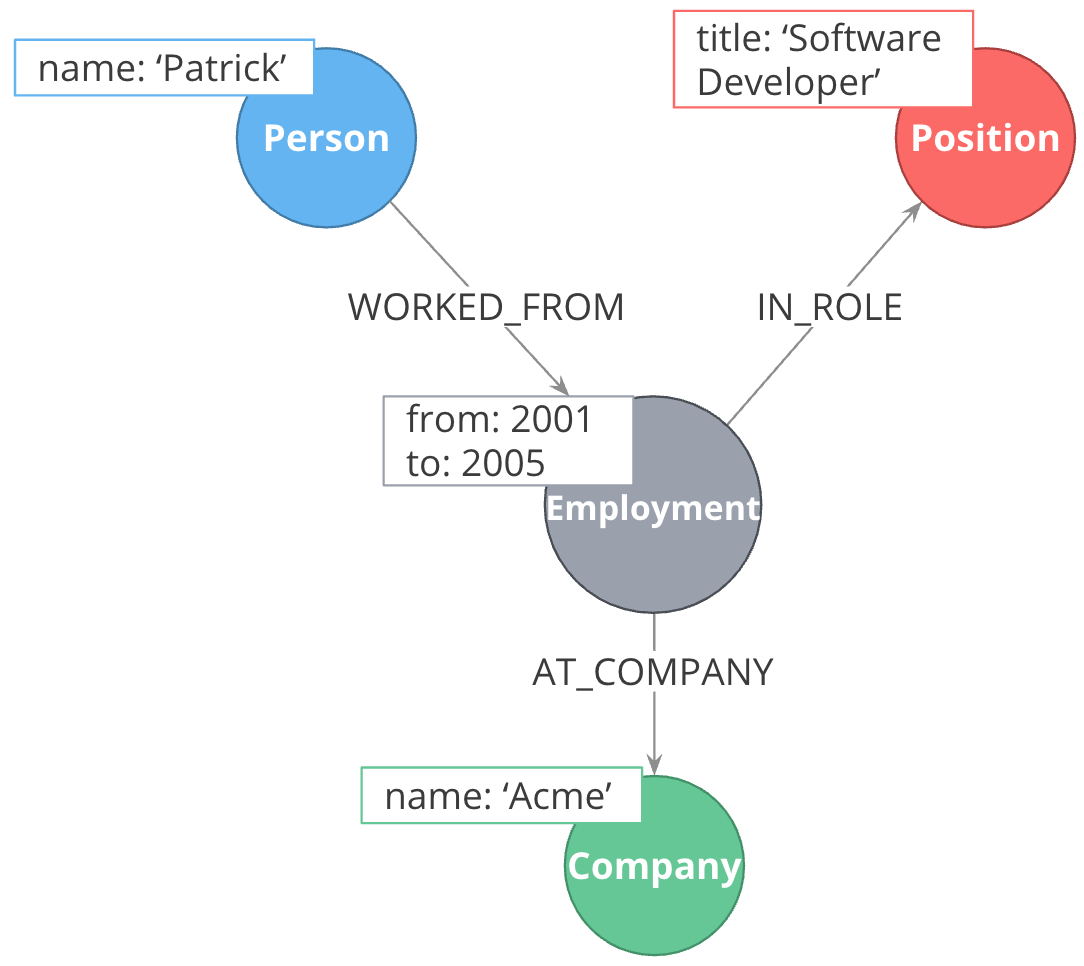 name: ‘Patrick’
Person
title: ‘Software
Developer’
Position
WORKED_FROM
IN_ROLE
from: 2001
to: 2005
Employment
AT_COMPANY
name: ‘Acme’
Company